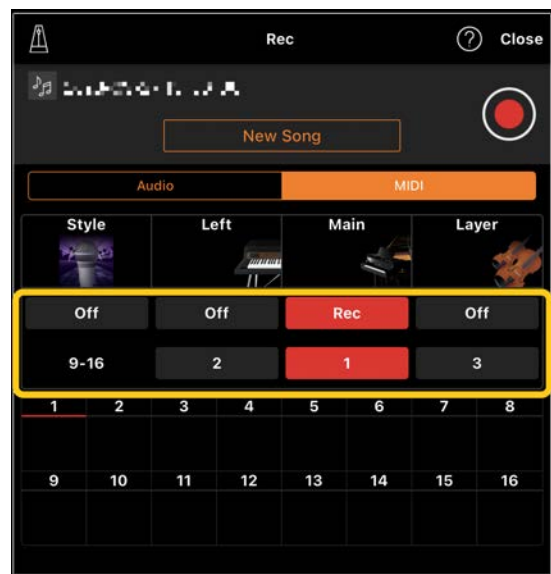 Rec ? Close
New Song
Audio MIDI
Style Left Main Layer
Off Off Rec Off
9-16 2 1 3
1 2 3 4 5 6 7 8
9 10 11 12 13 14 15 16